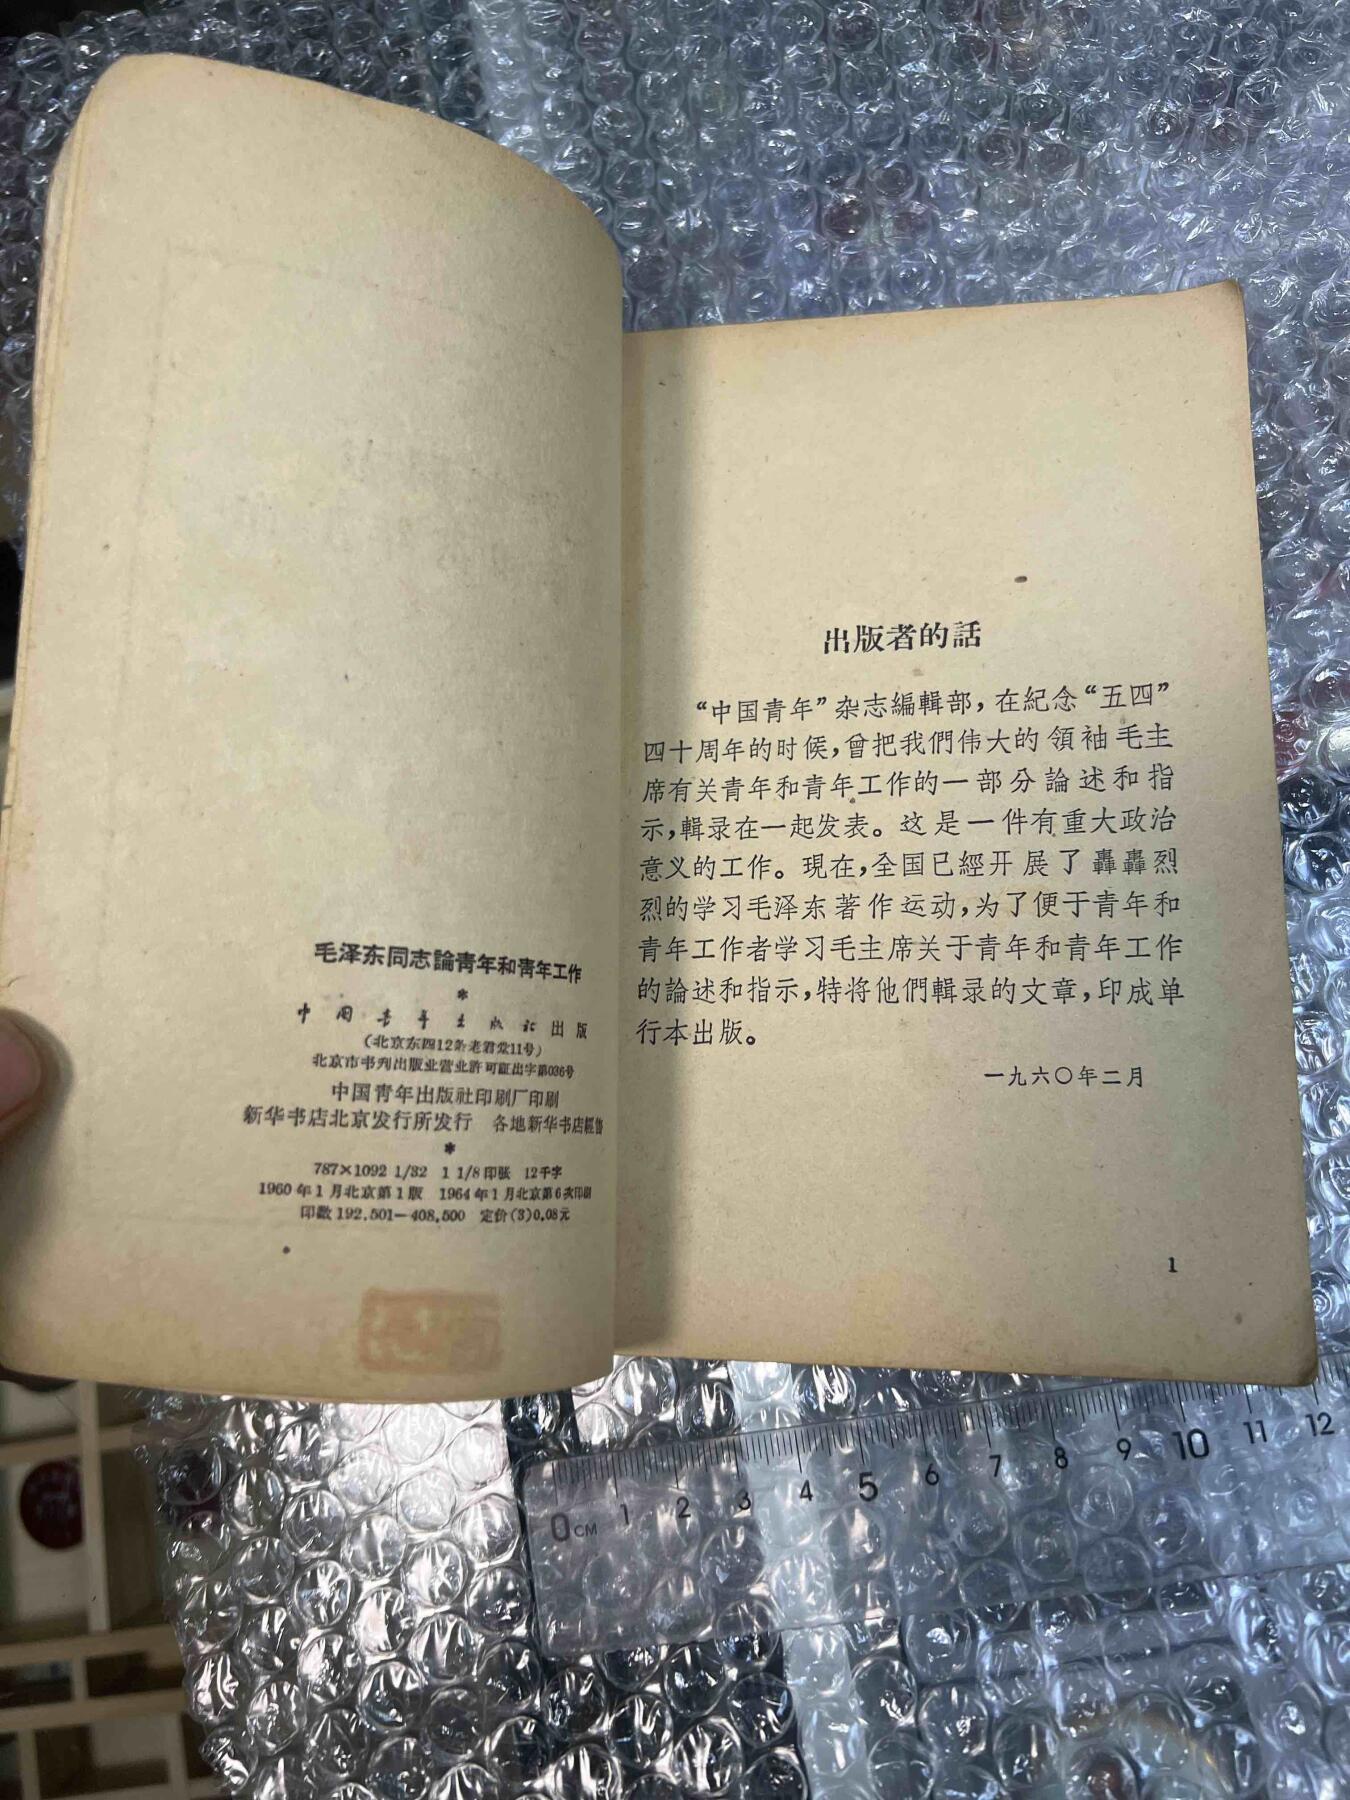 毛泽东同志論青年和青年工作
*
中国青年出版社出版
(北京东四12条老君堂11号)
北京市书刊出版业营业許可証出字第036号
中国青年出版社印刷厂印刷
新华书店北京发行所发行 各地新华书店經售
*
787×1092 1/32 1 1/8印張 12千字
1960年1月北京第1版 1964年1月北京第6次印刷
印数192,501—408,500 定价(3)0.08元
出版者的話
“中国青年”杂志編輯部，在紀念“五四”
四十周年的时候，曾把我們伟大的領袖毛主
席有关青年和青年工作的一部分論述和指
示，輯录在一起发表。这是一件有重大政治
意义的工作。現在，全国已經开展了轟轟烈
烈的学习毛泽东著作运动，为了便于青年和
青年工作者学习毛主席关于青年和青年工作
的論述和指示，特将他們輯录的文章，印成单
行本出版。
一九六〇年二月
1
0CM 1 2 3 4 5 6 7 8 9 10 11 12